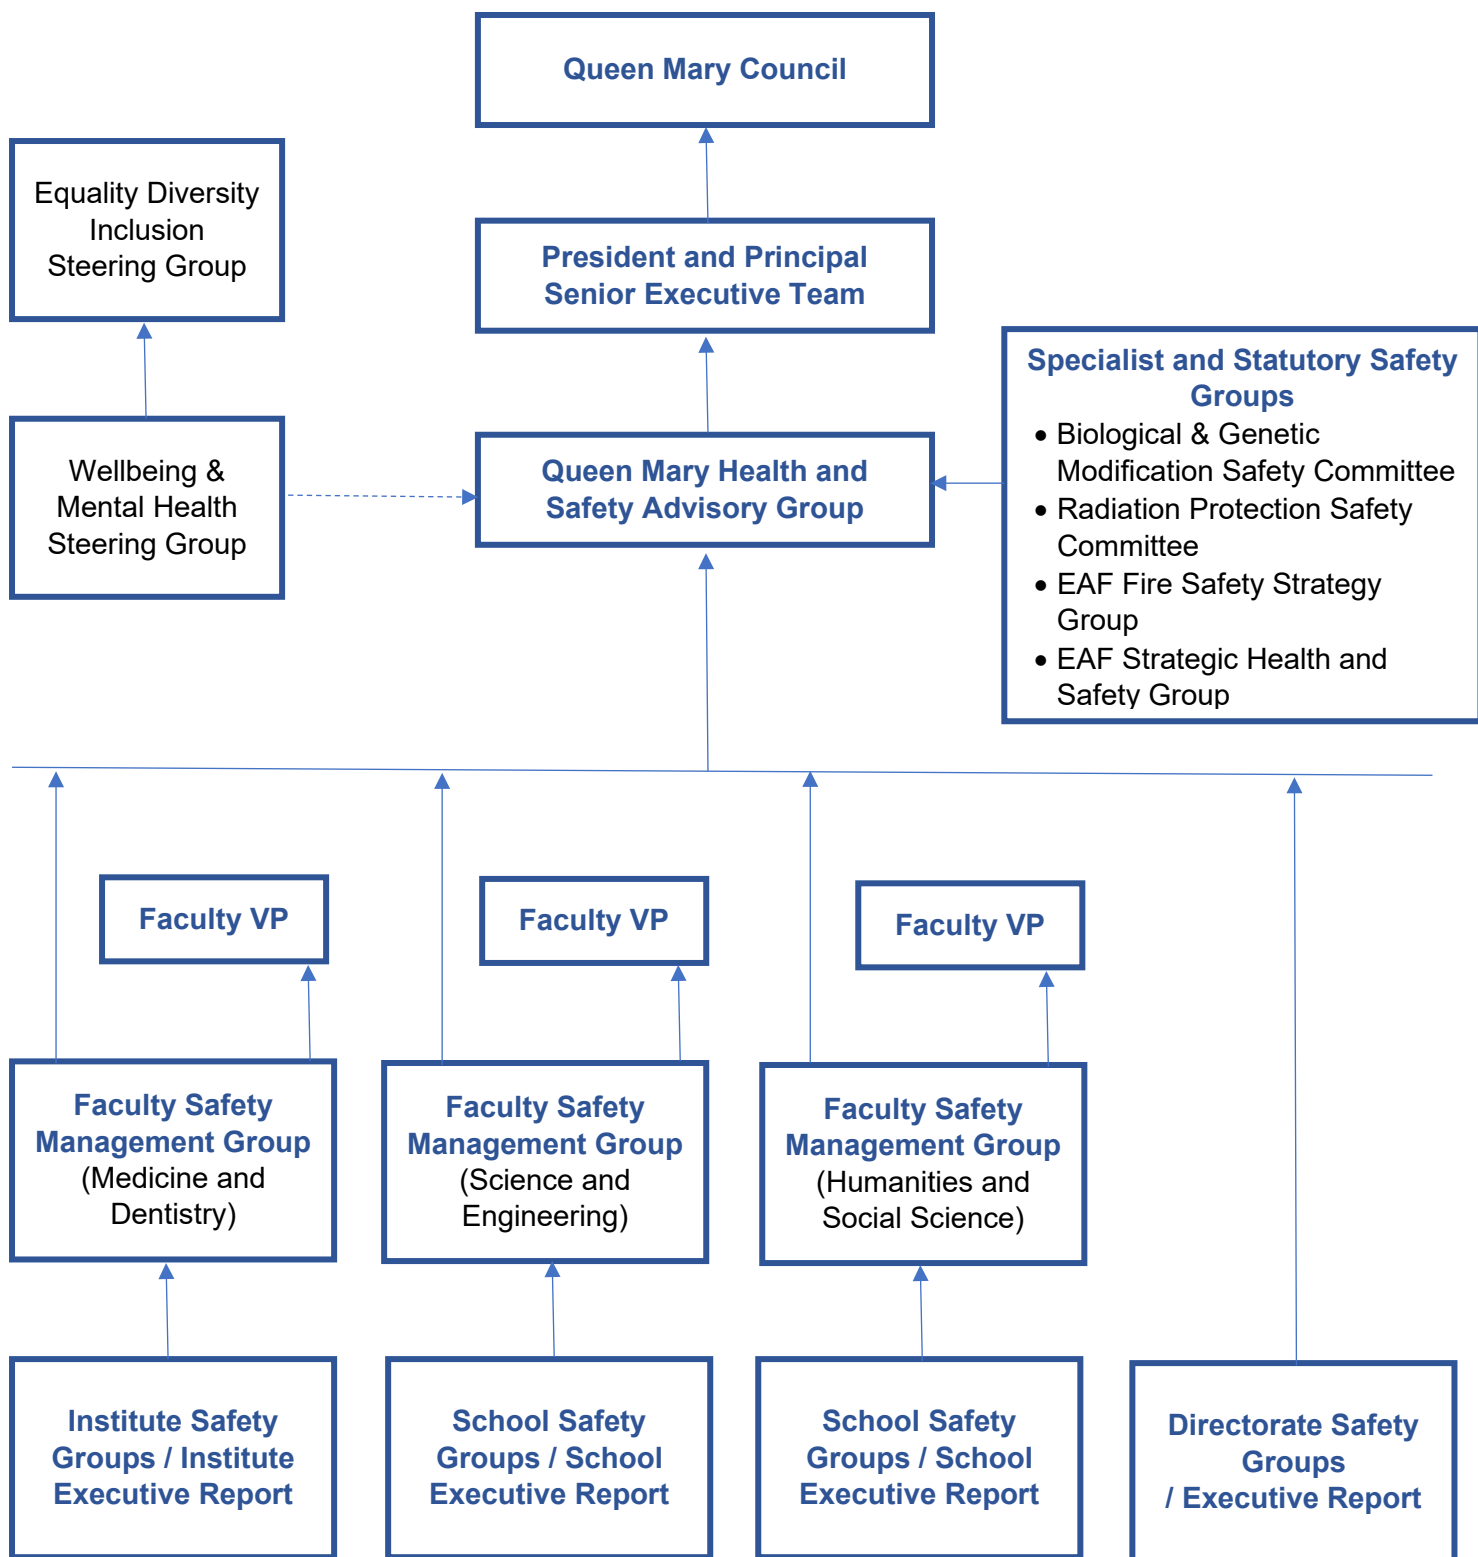 Queen Mary Council
Equality Diversity
Inclusion
Steering Group
President and Principal
Senior Executive Team
Specialist and Statutory Safety
Groups
• Biological & Genetic
Modification Safety Committee
• Radiation Protection Safety
Committee
• EAF Fire Safety Strategy
Group
• EAF Strategic Health and
Safety Group
Wellbeing &
Mental Health
Steering Group
Queen Mary Health and
Safety Advisory Group
Faculty VP
Faculty VP
Faculty VP
Faculty Safety
Management Group
(Medicine and
Dentistry)
Faculty Safety
Management Group
(Science and
Engineering)
Faculty Safety
Management Group
(Humanities and
Social Science)
Institute Safety
Groups / Institute
Executive Report
School Safety
Groups / School
Executive Report
School Safety
Groups / School
Executive Report
Directorate Safety
Groups
/ Executive Report